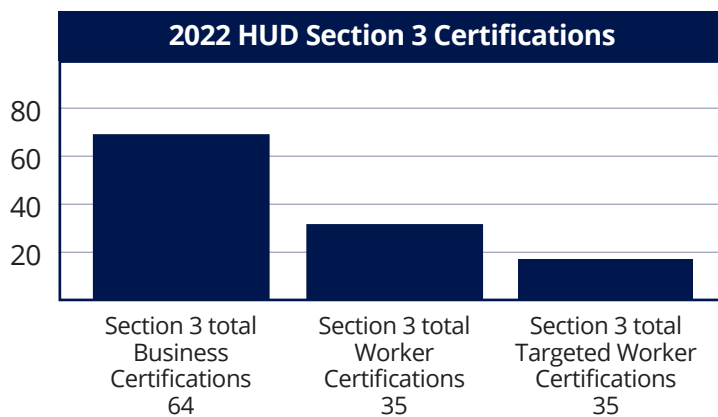 2022 HUD Section 3 Certifications
80
60
40
20
Section 3 total
Business
Certifications
64
Section 3 total
Worker
Certifications
35
Section 3 total
Targeted Worker
Certifications
35